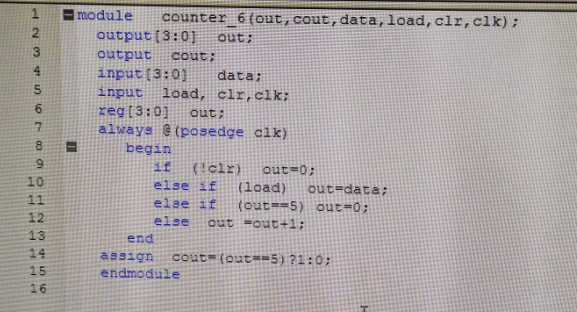 1 module counter_6(out,cout,data,load,clr,clk);
2 output[3:0] out;
3 output cout;
4 input[3:0] data;
5 input load, clr,clk;
6 reg[3:0] out;
7 always @(posedge clk)
8 begin
9 if (!clr) out=0;
10 else if (load) out=data;
11 else if (out==5) out=0;
12 else out =out+1;
13 end
14 assign cout=(out==5)?1:0;
15 endmodule
16